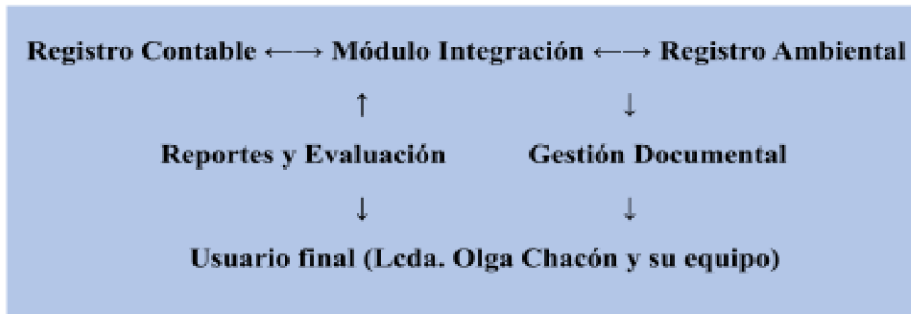 Registro Contable ←→ Módulo Integración ←→ Registro Ambiental
↑ ↓
Reportes y Evaluación Gestión Documental
↓ ↓
Usuario final (Lcda. Olga Chacón y su equipo)